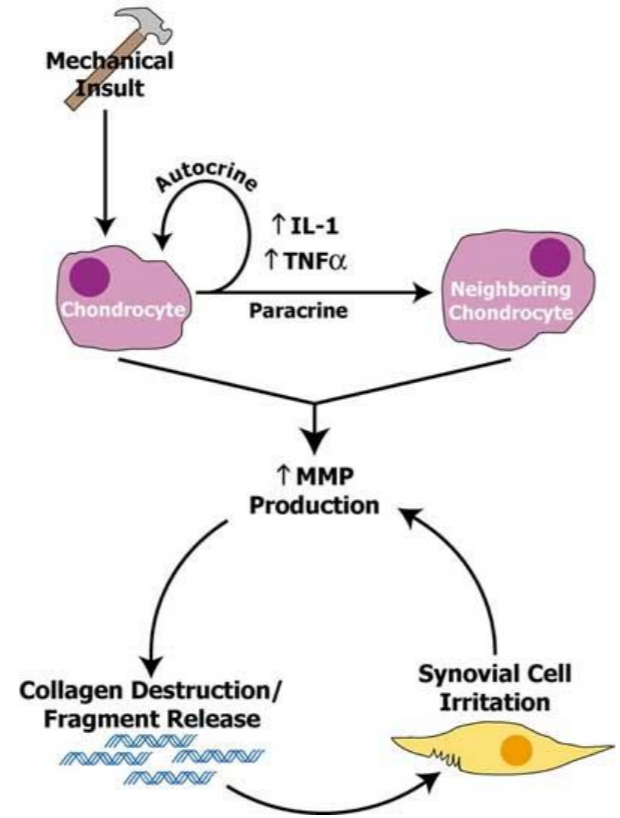 Mechanical
Insult
Autocrine
↑IL-1
↑TNFα
Chondrocyte
Paracrine
Neighboring
Chondrocyte
↑MMP
Production
Collagen Destruction/
Fragment Release
Synovial Cell
Irritation